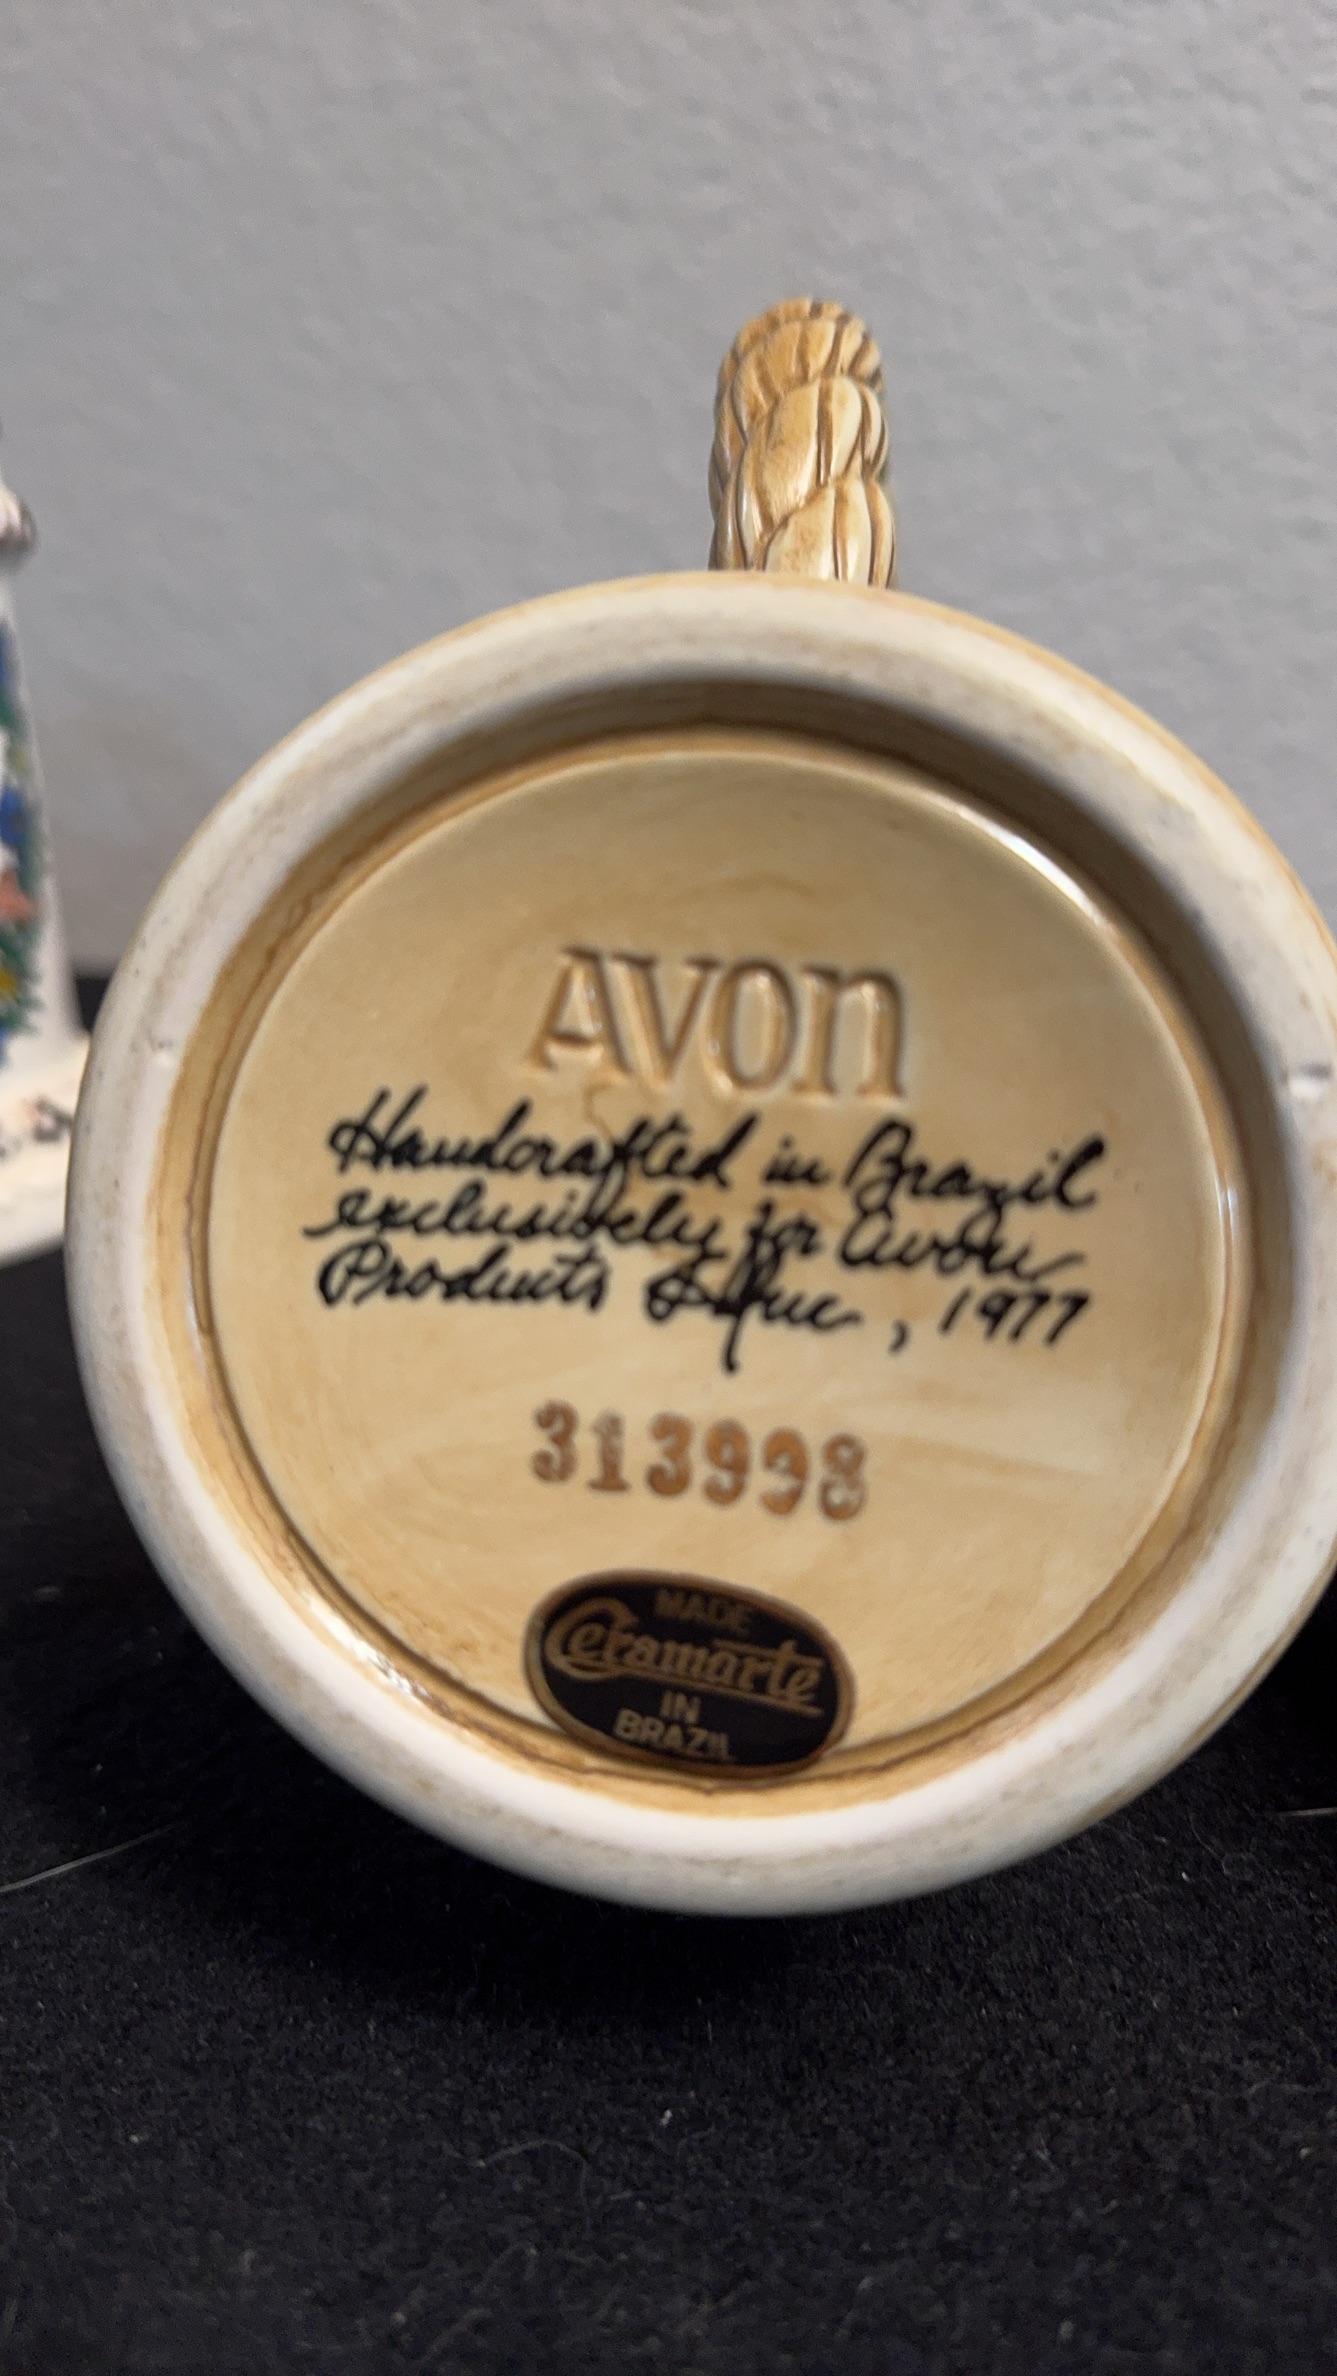 AVON
Handcrafted in Brazil
exclusively for Avon
Products Inc , 1977
313998
MADE
Ceramarte
IN
BRAZIL